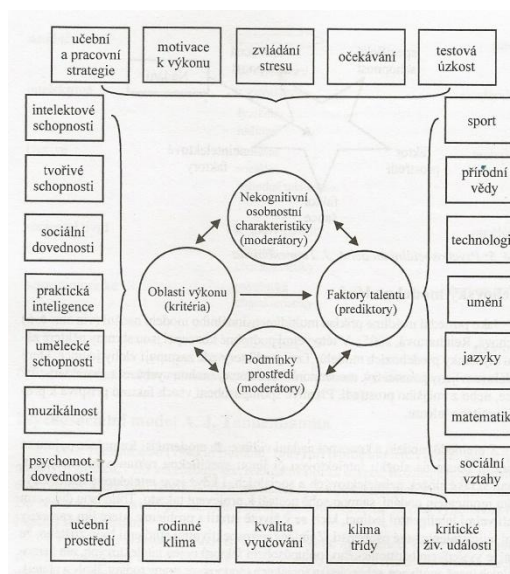 učební
a pracovní
strategie
motivace
k výkonu
zvládání
stresu
očekávání
testová
úzkost
intelektové
schopnosti
tvořivé
schopnosti
sociální
dovednosti
praktická
inteligence
umělecké
schopnosti
muzikálnost
psychomot.
dovednosti
Nekognitivní
osobnostní
charakteristiky
(moderátory)
Oblasti výkonu
(kritéria)
Faktory talentu
(prediktory)
Podmínky
prostředí
(moderátory)
sport
přírodní
vědy
technologi
umění
jazyky
matematik
sociální
vztahy
učební
prostředí
rodinné
klima
kvalita
vyučování
klima
třídy
kritické
živ. události